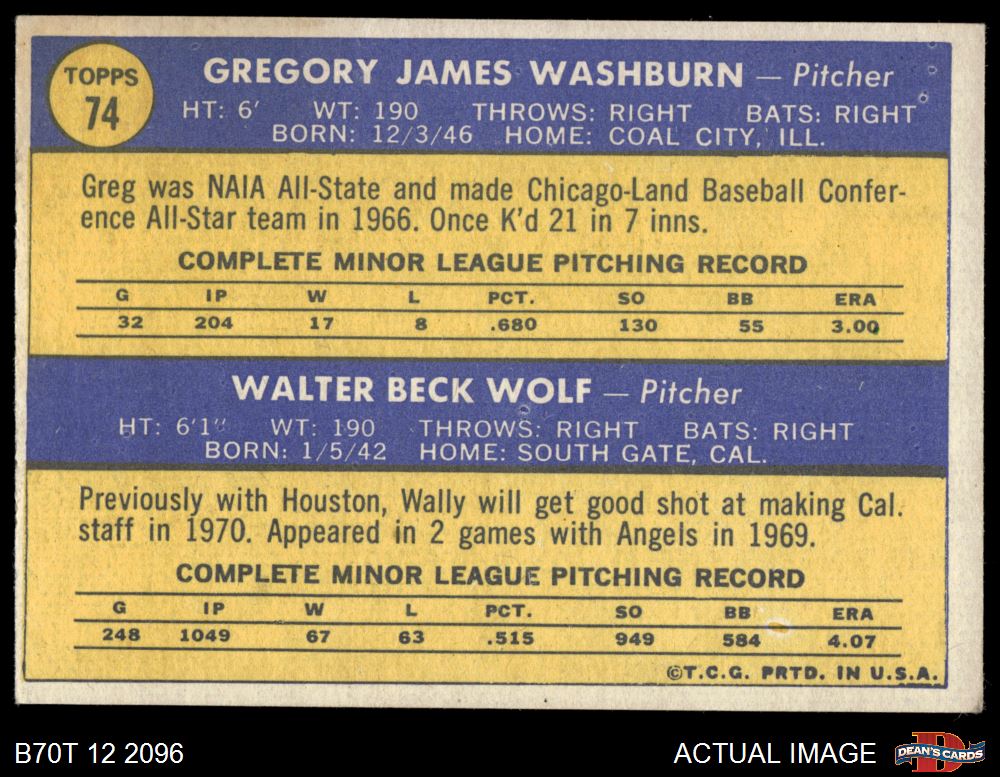 TOPPS
74
GREGORY JAMES WASHBURN — Pitcher
HT: 6' WT: 190 THROWS: RIGHT BATS: RIGHT
BORN: 12/3/46 HOME: COAL CITY, ILL.
Greg was NAIA All-State and made Chicago-Land Baseball Confer-
ence All-Star team in 1966. Once K'd 21 in 7 inns.
COMPLETE MINOR LEAGUE PITCHING RECORD
G IP W L PCT. SO BB ERA
32 204 17 8 .680 130 55 3.00
WALTER BECK WOLF — Pitcher
HT: 6'1" WT: 190 THROWS: RIGHT BATS: RIGHT
BORN: 1/5/42 HOME: SOUTH GATE, CAL.
Previously with Houston, Wally will get good shot at making Cal.
staff in 1970. Appeared in 2 games with Angels in 1969.
COMPLETE MINOR LEAGUE PITCHING RECORD
G IP W L PCT. SO BB ERA
248 1049 67 63 .515 949 584 4.07
©T.C.G. PRTD. IN U.S.A.
B70T 12 2096 ACTUAL IMAGE D DEAN'S CARDS